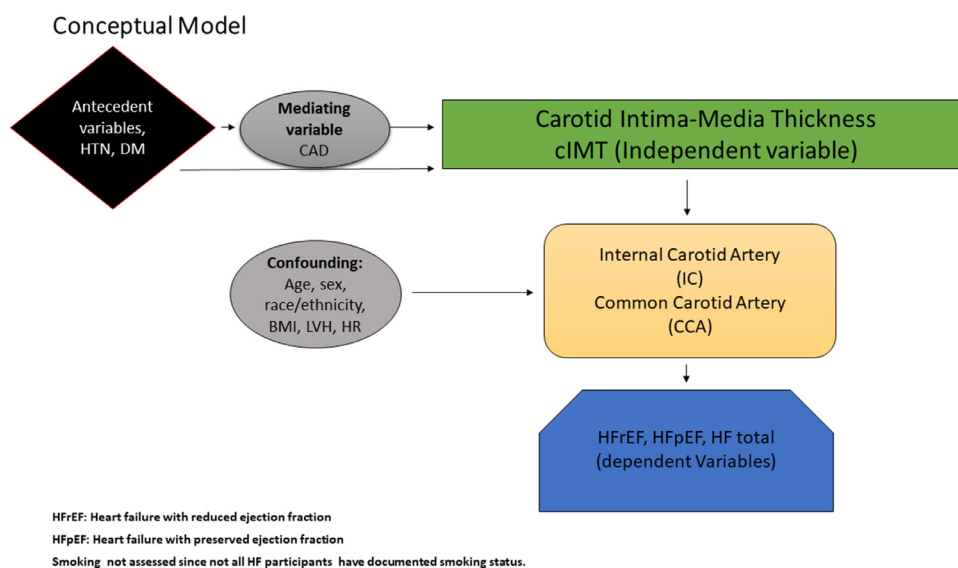 Conceptual Model
Antecedent
variables,
HTN, DM
Mediating
variable
CAD
Carotid Intima-Media Thickness
cIMT (Independent variable)
Confounding:
Age, sex,
race/ethnicity,
BMI, LVH, HR
Internal Carotid Artery
(IC)
Common Carotid Artery
(CCA)
HFrEF, HFpEF, HF total
(dependent Variables)
HFrEF: Heart failure with reduced ejection fraction
HFpEF: Heart failure with preserved ejection fraction
Smoking not assessed since not all HF participants have documented smoking status.